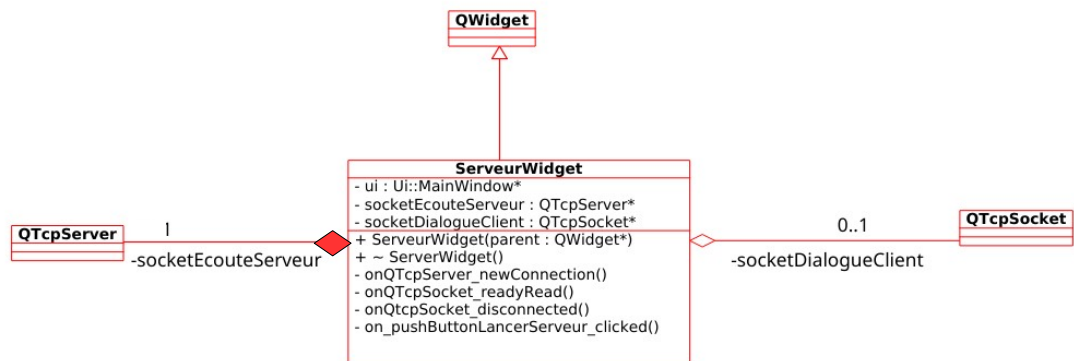 QWidget
ServeurWidget
- ui : Ui::MainWindow*
- socketEcouteServeur : QTcpServer*
- socketDialogueClient : QTcpSocket*
+ ServeurWidget(parent : QWidget*)
+ ~ ServerWidget()
- onQTcpServer_newConnection()
- onQTcpSocket_readyRead()
- onQtcpSocket_disconnected()
- on_pushButtonLancerServeur_clicked()
QTcpServer
1
-socketEcouteServeur
0..1
-socketDialogueClient
QTcpSocket